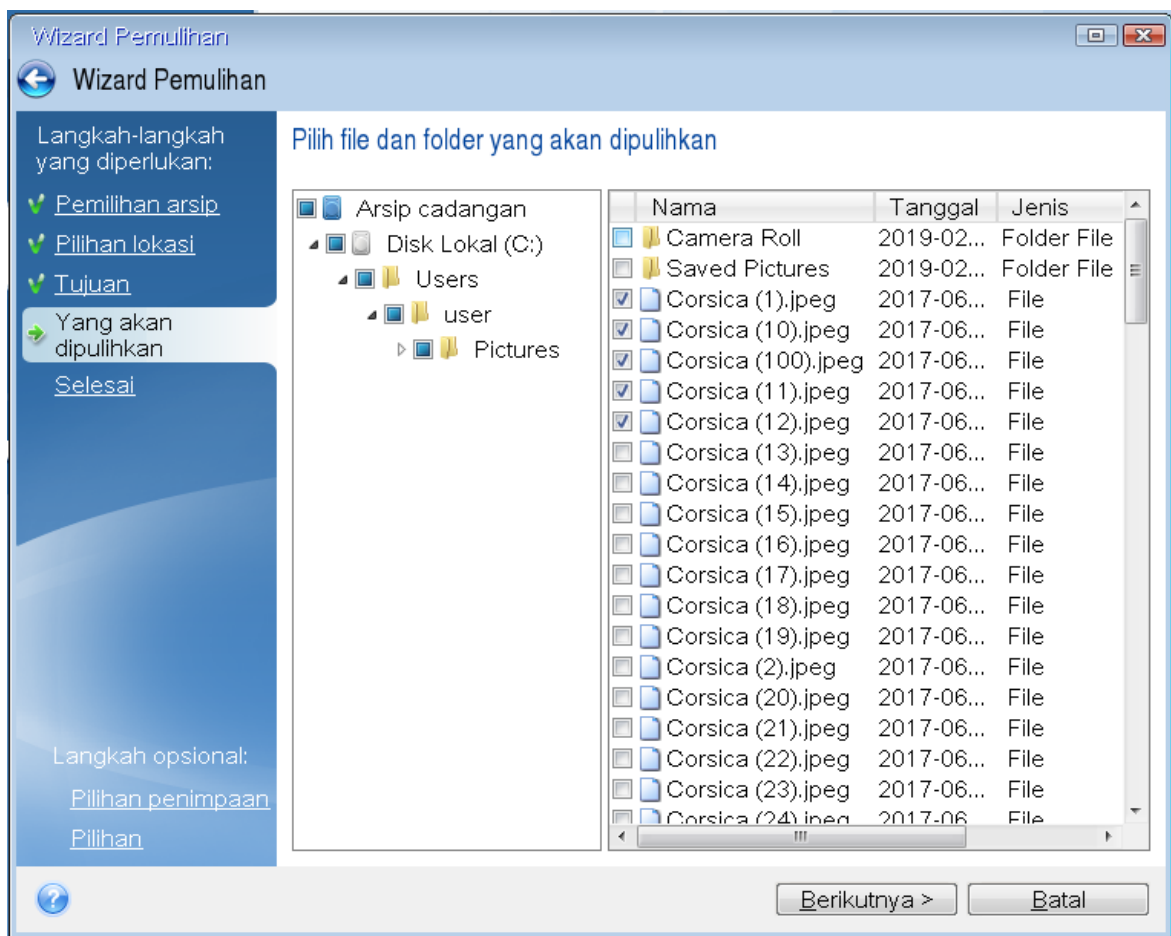 Wizard Pemulihan
Wizard Pemulihan
Langkah-langkah
yang diperlukan:
Pemilihan arsip
Pilihan lokasi
Tujuan
Yang akan
dipulihkan
Selesai
Langkah opsional:
Pilihan penimpaan
Pilihan
Pilih file dan folder yang akan dipulihkan
Arsip cadangan
Disk Lokal (C:)
Users
user
Pictures
Nama Tanggal Jenis
Camera Roll 2019-02... Folder File
Saved Pictures 2019-02... Folder File
Corsica (1).jpeg 2017-06... File
Corsica (10).jpeg 2017-06... File
Corsica (100).jpeg 2017-06... File
Corsica (11).jpeg 2017-06... File
Corsica (12).jpeg 2017-06... File
Corsica (13).jpeg 2017-06... File
Corsica (14).jpeg 2017-06... File
Corsica (15).jpeg 2017-06... File
Corsica (16).jpeg 2017-06... File
Corsica (17).jpeg 2017-06... File
Corsica (18).jpeg 2017-06... File
Corsica (19).jpeg 2017-06... File
Corsica (2).jpeg 2017-06... File
Corsica (20).jpeg 2017-06... File
Corsica (21).jpeg 2017-06... File
Corsica (22).jpeg 2017-06... File
Corsica (23).jpeg 2017-06... File
Corsica (24).jpeg 2017-06... File
Berikutnya > Batal